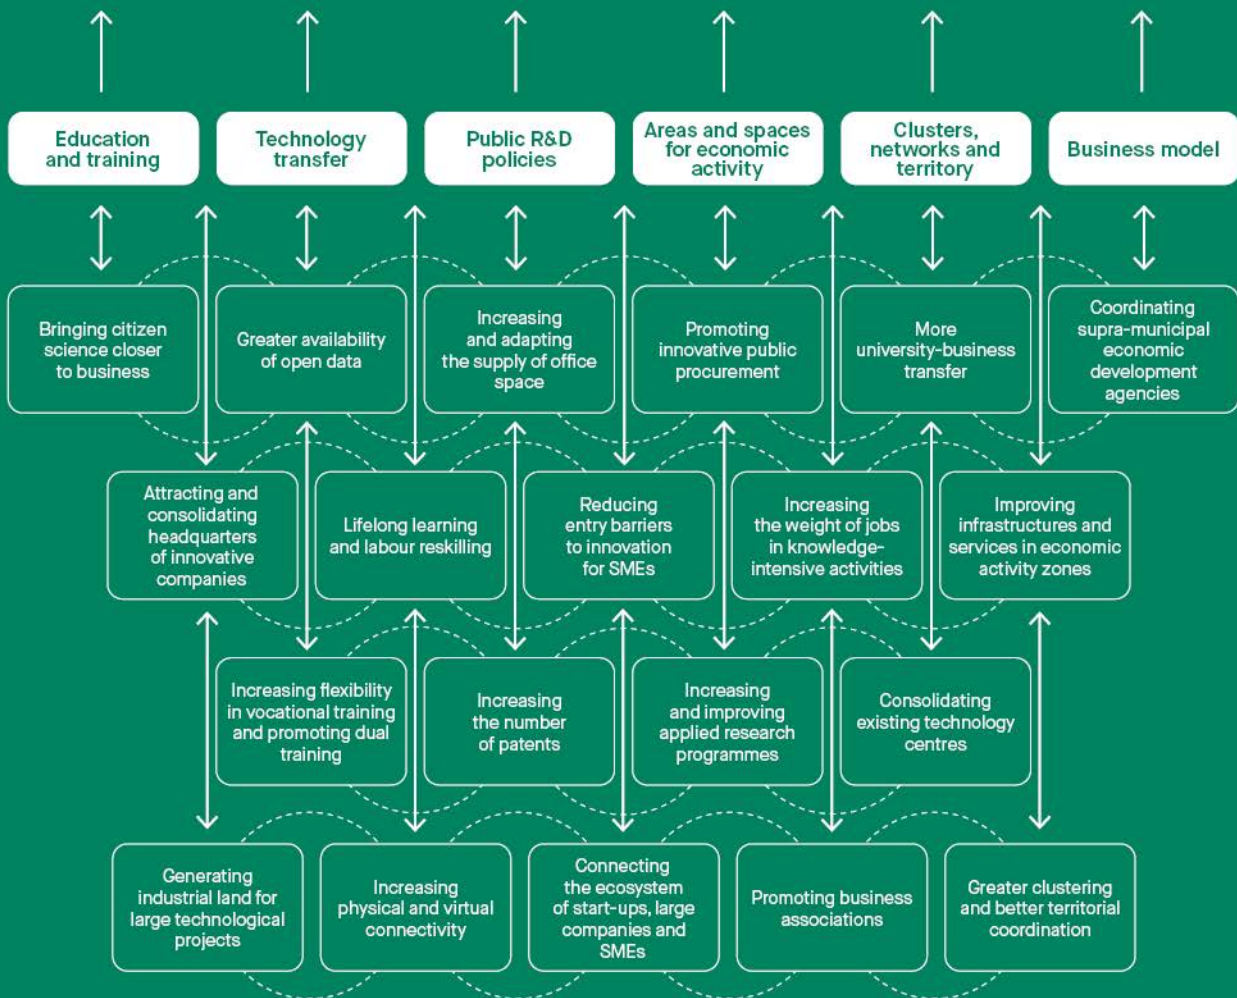 Education
and training
Technology
transfer
Public R&D
policies
Areas and spaces
for economic
activity
Clusters,
networks and
territory
Business model
Bringing citizen
science closer
to business
Greater availability
of open data
Increasing
and adapting
the supply of office
space
Promoting
innovative public
procurement
More
university-business
transfer
Coordinating
supra-municipal
economic
development
agencies
Attracting and
consolidating
headquarters
of innovative
companies
Lifelong learning
and labour reskilling
Reducing
entry barriers
to innovation
for SMEs
Increasing
the weight of jobs
in knowledge-
intensive activities
Improving
infrastructures and
services in economic
activity zones
Increasing flexibility
in vocational training
and promoting dual
training
Increasing
the number
of patents
Increasing
and improving
applied research
programmes
Consolidating
existing technology
centres
Generating
industrial land for
large technological
projects
Increasing
physical and virtual
connectivity
Connecting
the ecosystem
of start-ups, large
companies and
SMEs
Promoting business
associations
Greater clustering
and better territorial
coordination